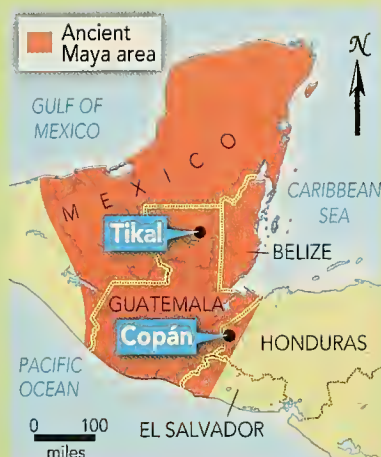 Ancient
Maya area
N
GULF OF
MEXICO
MEXICO
CARIBBEAN
SEA
Tikal
BELIZE
GUATEMALA
Copán
HONDURAS
PACIFIC
OCEAN
0 100
miles
EL SALVADOR